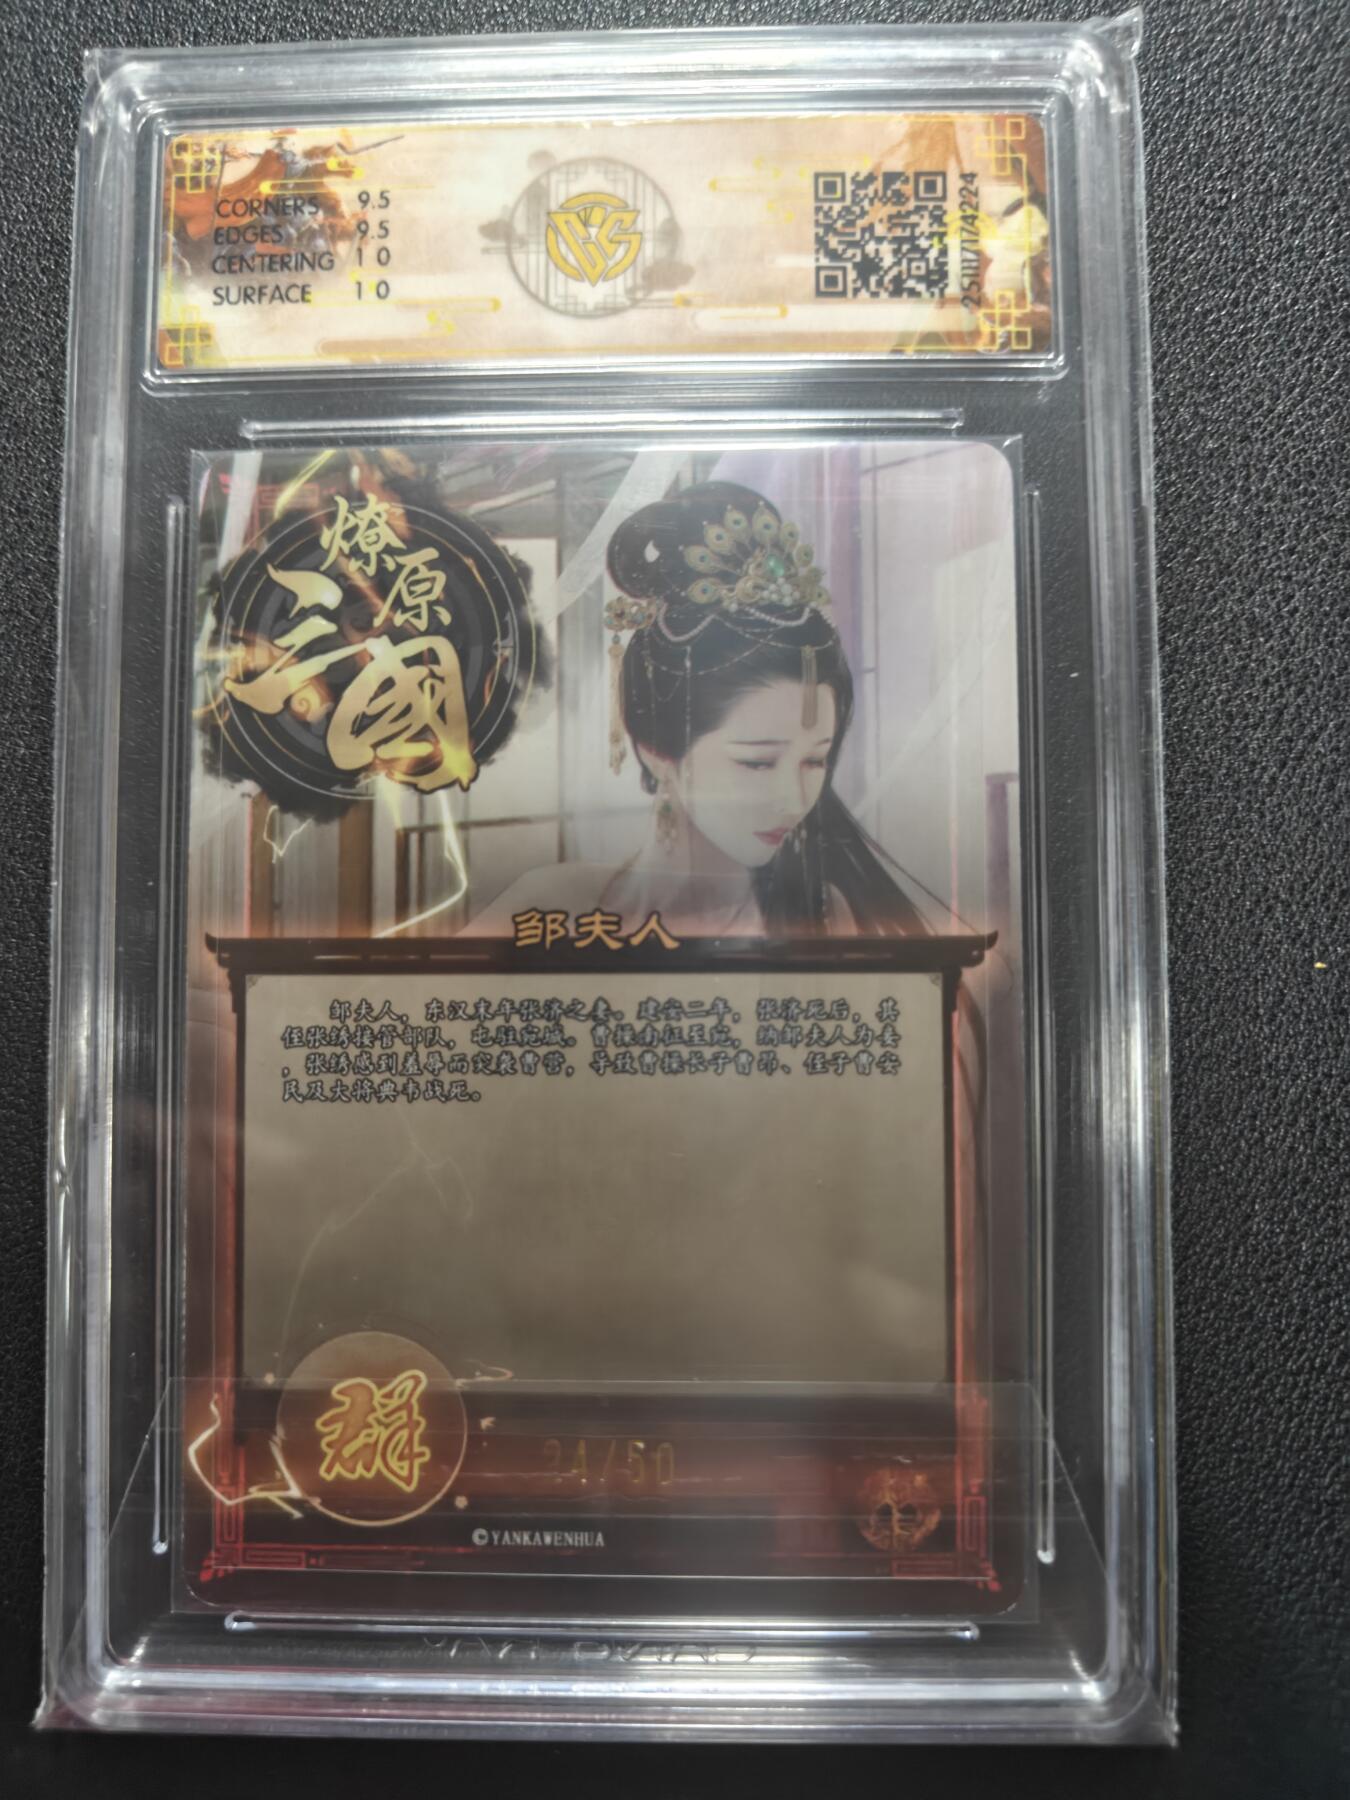 CORNERS 9.5
EDGES 9.5
CENTERING 10
SURFACE 10
燎原
三國
邹夫人
邹夫人，东汉末年张济之妻。建安二年，张济死后，其
侄张绣接管部队，屯驻宛城。曹操南征至宛，纳邹夫人为妾
，张绣感到羞辱而突袭曹营，导致曹操长子曹昂、侄子曹安
民及大将典韦战死。
群
24/50
©YANKAWENHUA